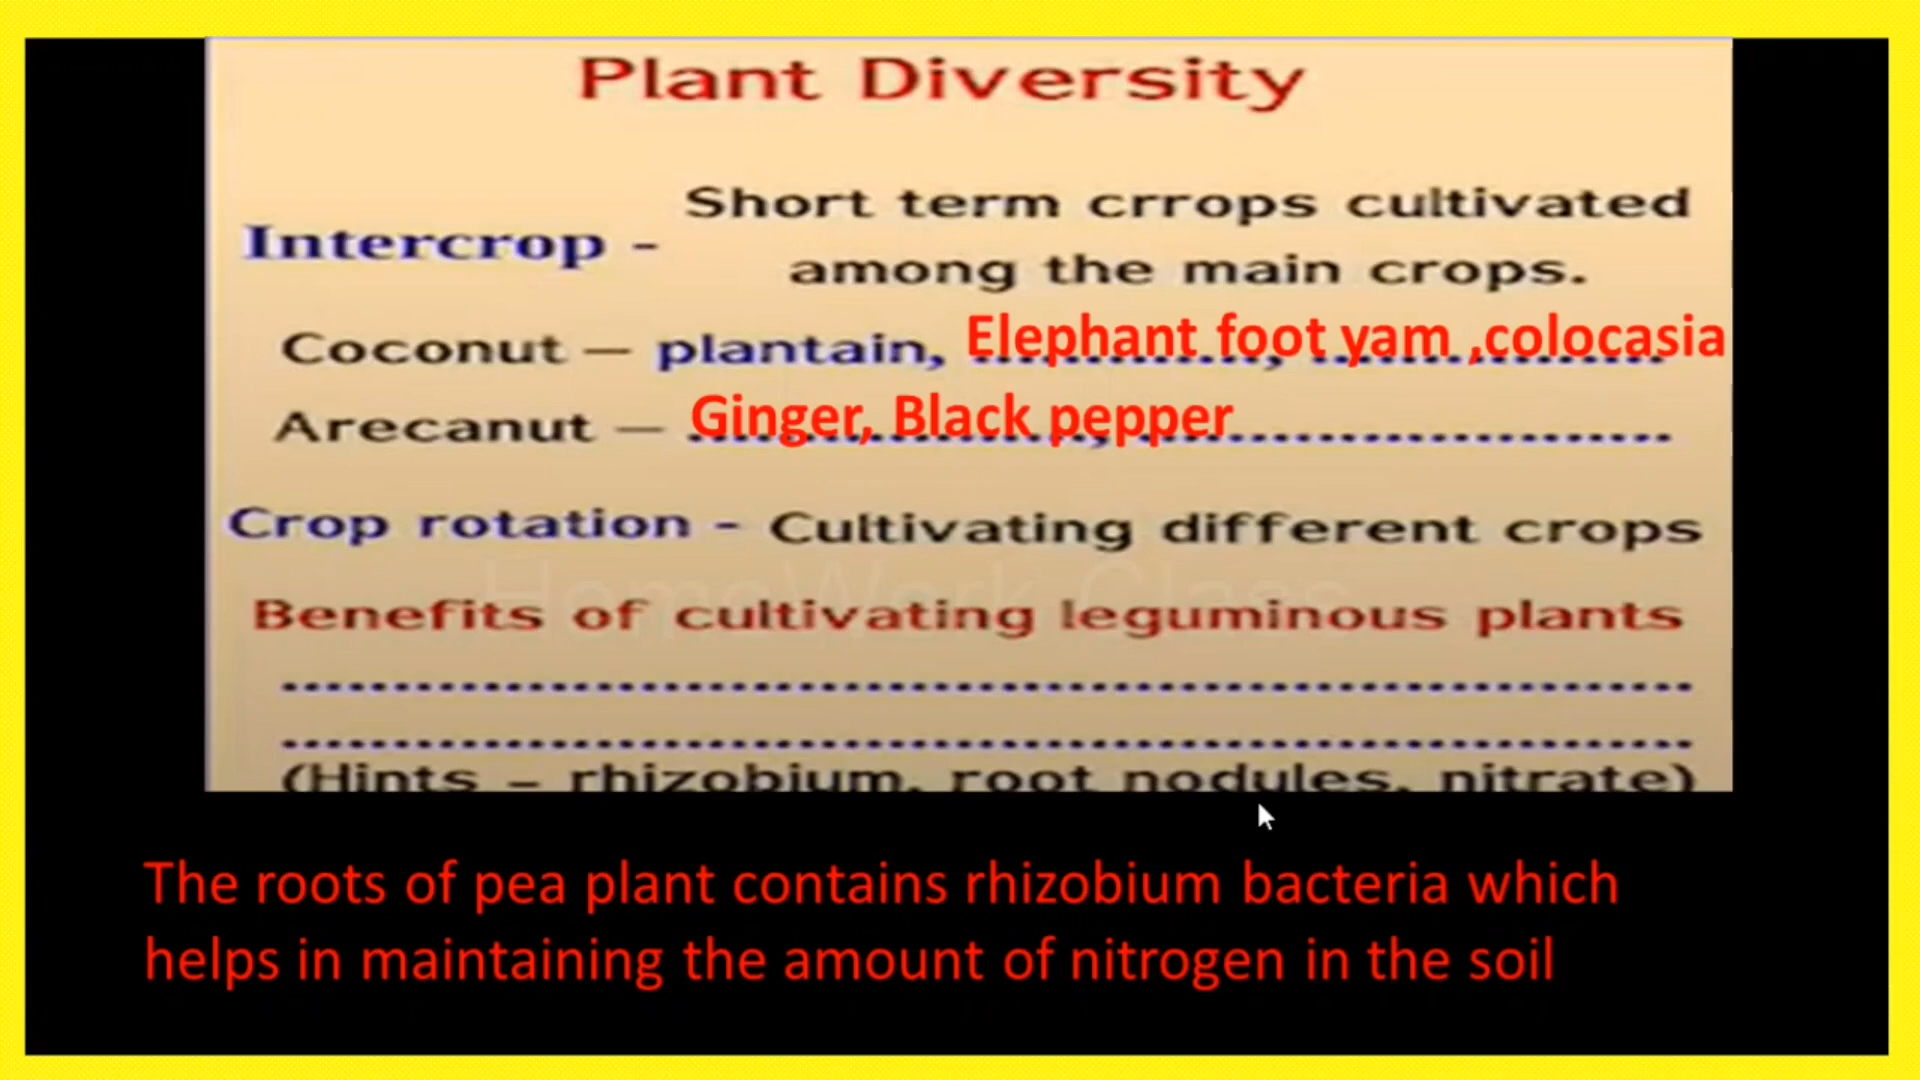 Plant Diversity
Short term crrops cultivated
Intercrop -
among the main crops.
Coconut – plantain, Elephant foot yam ,colocasia
Arecanut – Ginger, Black pepper
Crop rotation - Cultivating different crops
HomeWork Class
Benefits of cultivating leguminous plants
(Hints – rhizobium, root nodules, nitrate)
The roots of pea plant contains rhizobium bacteria which
helps in maintaining the amount of nitrogen in the soil